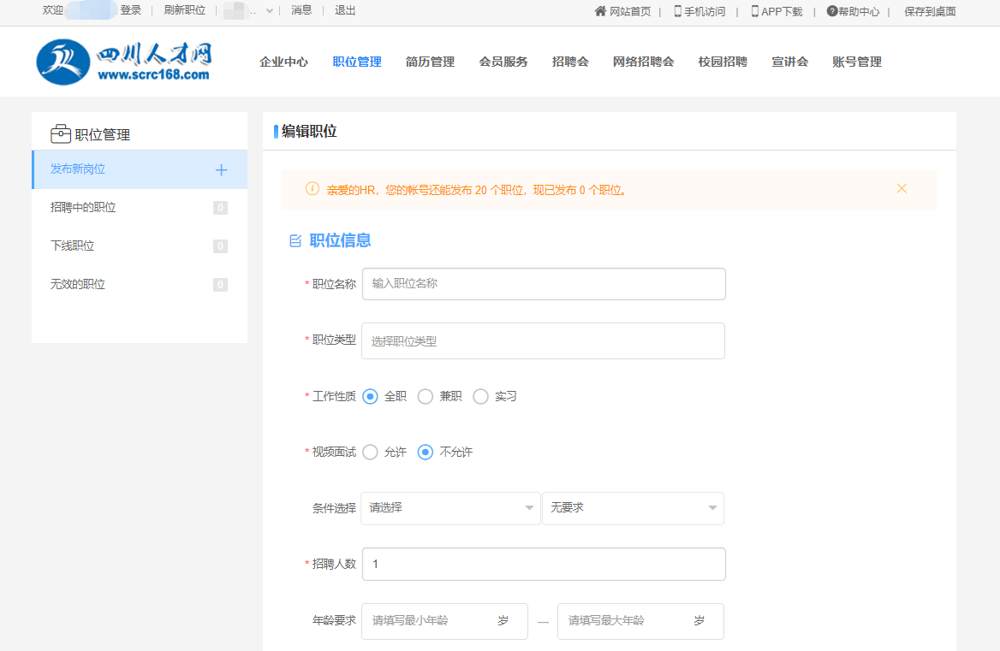 欢迎 登录 | 刷新职位 | .. | 消息 | 退出 网站首页 | 手机访问 | APP下载 | 帮助中心 | 保存到桌面
四川人才网
www.scrc168.com
企业中心 职位管理 简历管理 会员服务 招聘会 网络招聘会 校园招聘 宣讲会 账号管理
职位管理
发布新岗位 +
招聘中的职位 0
下线职位 0
无效的职位 0
编辑职位
亲爱的HR，您的帐号还能发布 20 个职位，现已发布 0 个职位。
职位信息
* 职位名称 输入职位名称
* 职位类型 选择职位类型
* 工作性质 全职 兼职 实习
* 视频面试 允许 不允许
条件选择 请选择 无要求
* 招聘人数 1
年龄要求 请填写最小年龄 岁 — 请填写最大年龄 岁